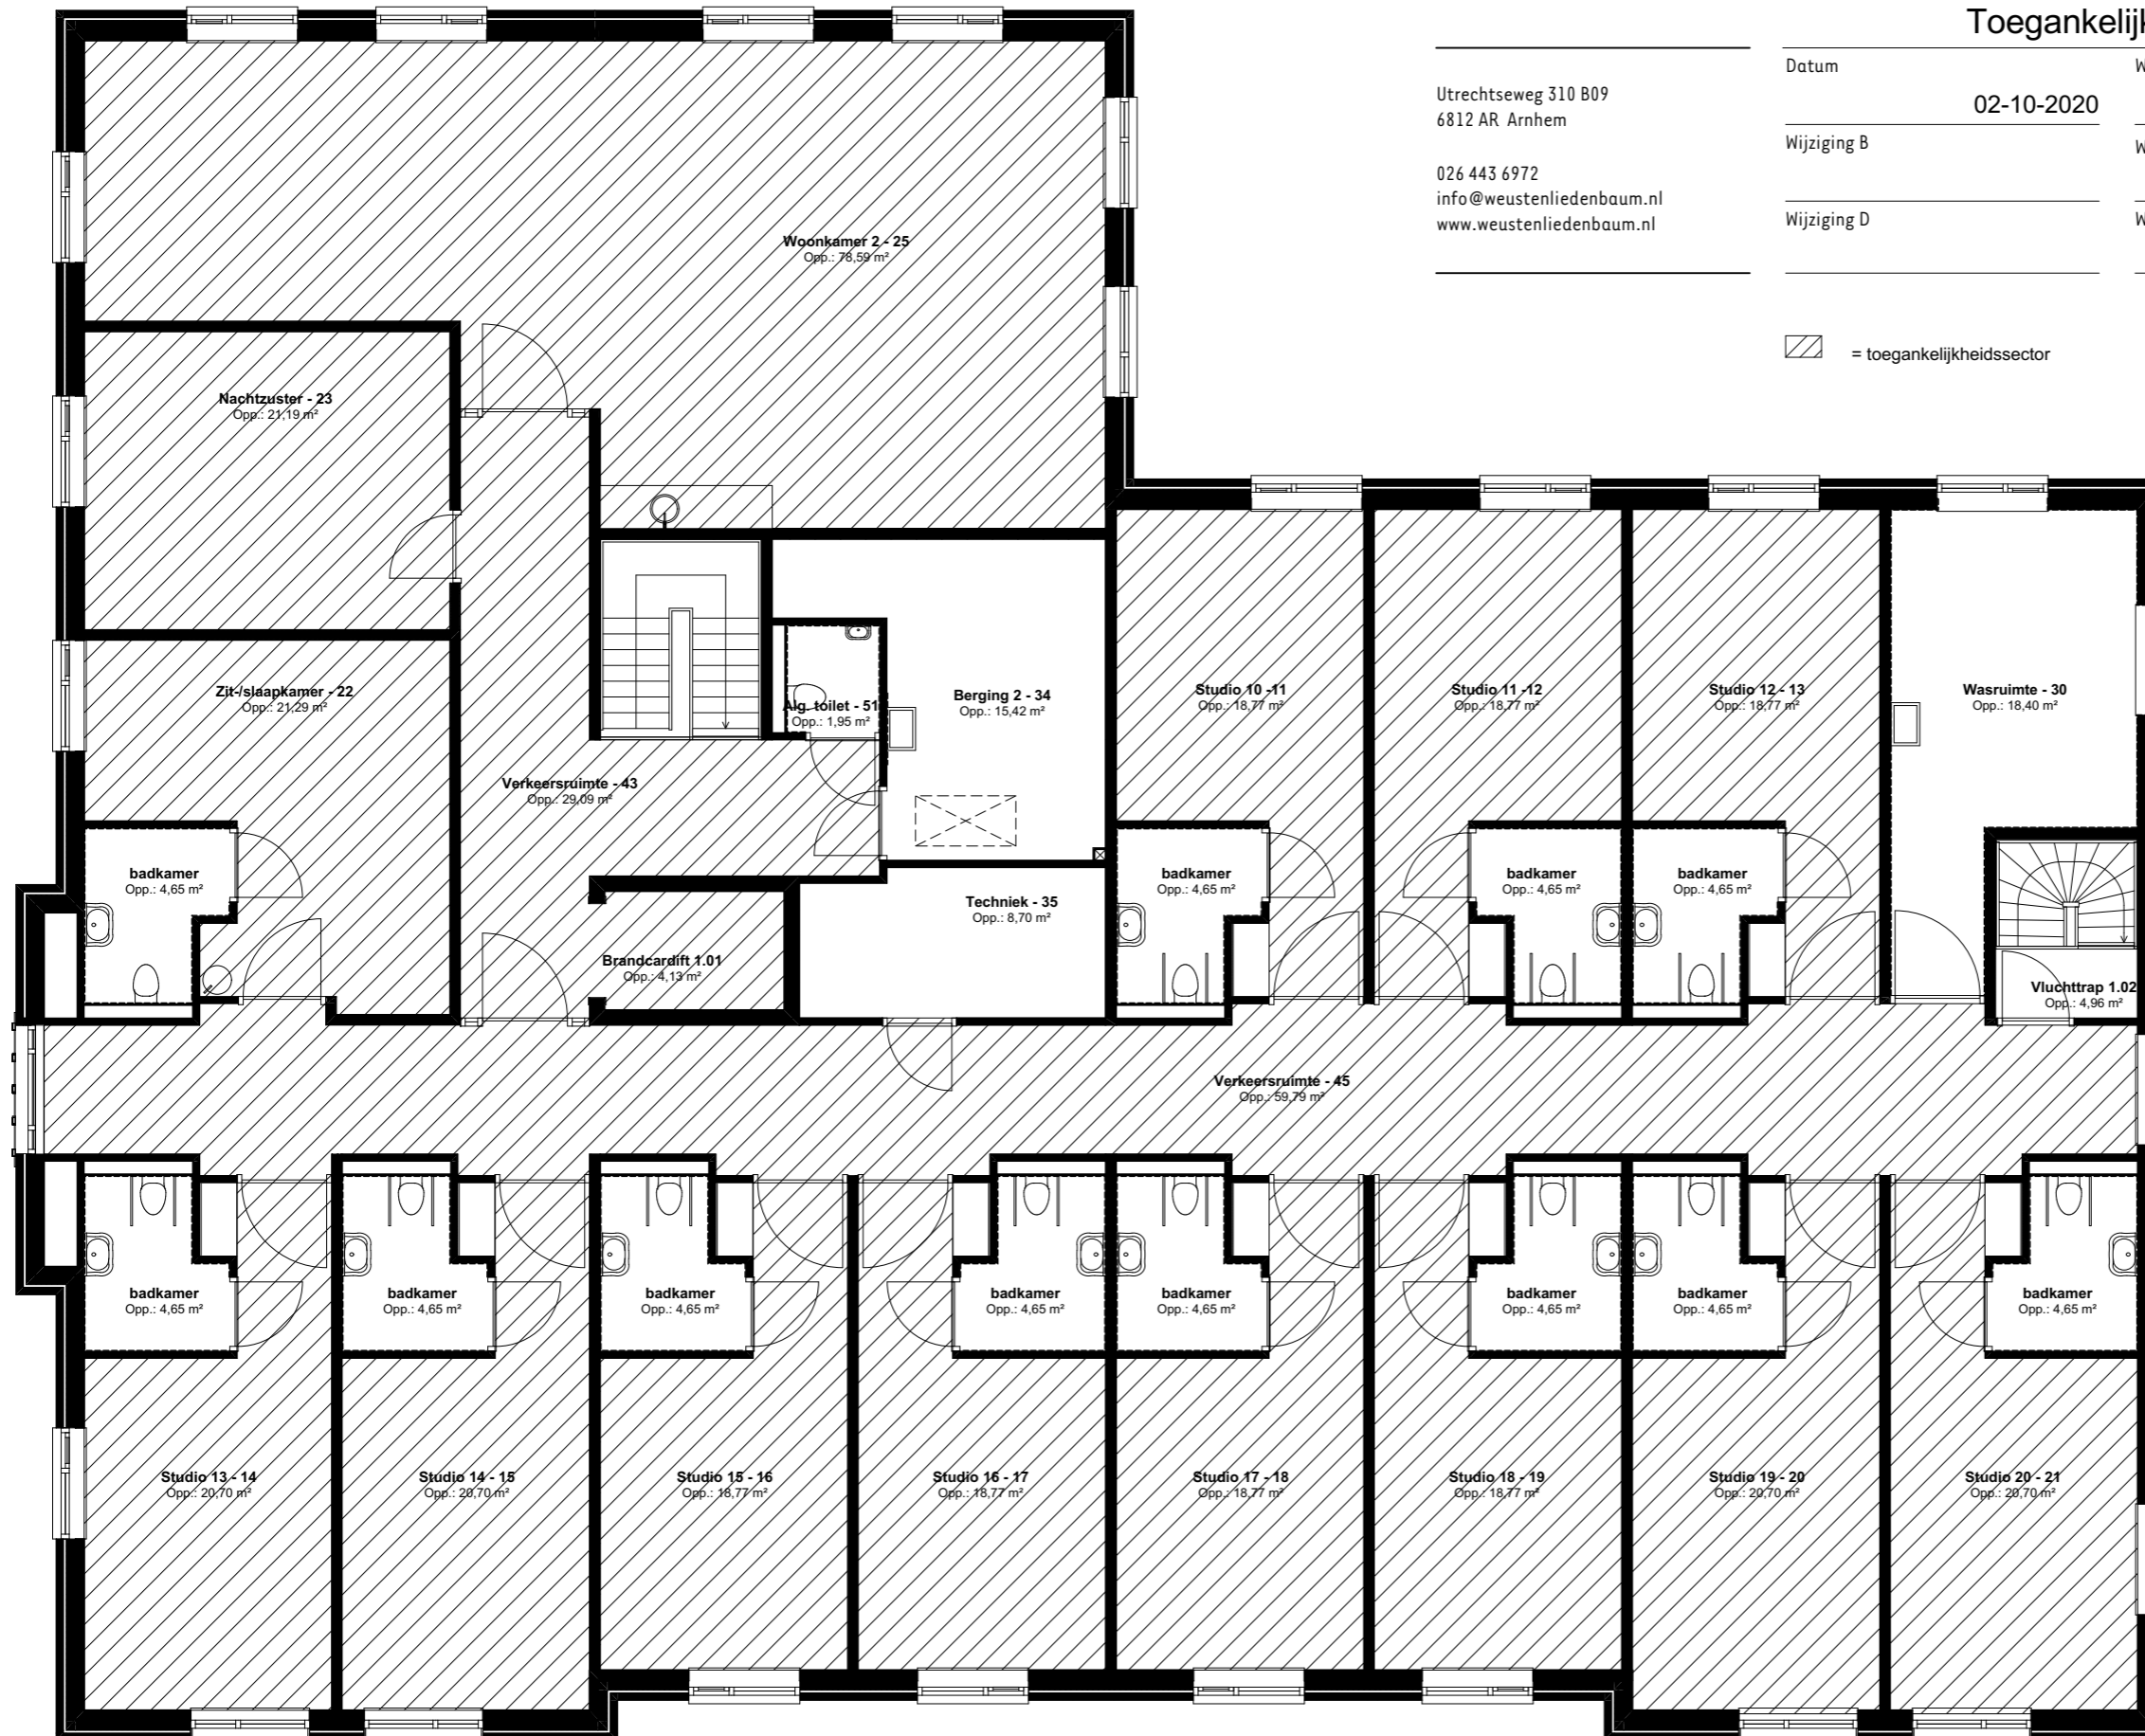 Toegankelijk
Utrechtseweg 310 B09
6812 AR Arnhem
026 443 6972
info@weustenliedenbaum.nl
www.weustenliedenbaum.nl
Datum
W
02-10-2020
Wijziging B
W
Wijziging D
W
= toegankelijkheidssector
Woonkamer 2 - 25
Opp.: 78,59 m²
Nachtzuster - 23
Opp.: 21,19 m²
Zit-/slaapkamer - 22
Opp.: 21,29 m²
Alg. toilet - 51
Opp.: 1,95 m²
Berging 2 - 34
Opp.: 15,42 m²
Studio 10 -11
Opp.: 18,77 m²
Studio 11 -12
Opp.: 18,77 m²
Studio 12 - 13
Opp.: 18,77 m²
Wasruimte - 30
Opp.: 18,40 m²
Verkeersruimte - 43
Opp.: 29,09 m²
badkamer
Opp.: 4,65 m²
Techniek - 35
Opp.: 8,70 m²
badkamer
Opp.: 4,65 m²
badkamer
Opp.: 4,65 m²
badkamer
Opp.: 4,65 m²
Brandcardift 1.01
Opp.: 4,13 m²
Vluchttrap 1.02
Opp.: 4,96 m²
Verkeersruimte - 45
Opp.: 59,79 m²
badkamer
Opp.: 4,65 m²
badkamer
Opp.: 4,65 m²
badkamer
Opp.: 4,65 m²
badkamer
Opp.: 4,65 m²
badkamer
Opp.: 4,65 m²
badkamer
Opp.: 4,65 m²
badkamer
Opp.: 4,65 m²
badkamer
Opp.: 4,65 m²
Studio 13 - 14
Opp.: 20,70 m²
Studio 14 - 15
Opp.: 20,70 m²
Studio 15 - 16
Opp.: 18,77 m²
Studio 16 - 17
Opp.: 18,77 m²
Studio 17 - 18
Opp.: 18,77 m²
Studio 18 - 19
Opp.: 18,77 m²
Studio 19 - 20
Opp.: 20,70 m²
Studio 20 - 21
Opp.: 20,70 m²